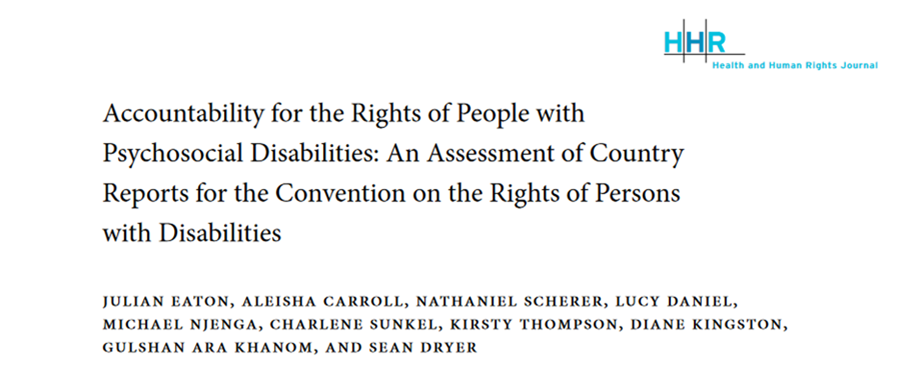 HHR
Health and Human Rights Journal
Accountability for the Rights of People with
Psychosocial Disabilities: An Assessment of Country
Reports for the Convention on the Rights of Persons
with Disabilities
JULIAN EATON, ALEISHA CARROLL, NATHANIEL SCHERER, LUCY DANIEL,
MICHAEL NJENGA, CHARLENE SUNKEL, KIRSTY THOMPSON, DIANE KINGSTON,
GULSHAN ARA KHANOM, AND SEAN DRYER